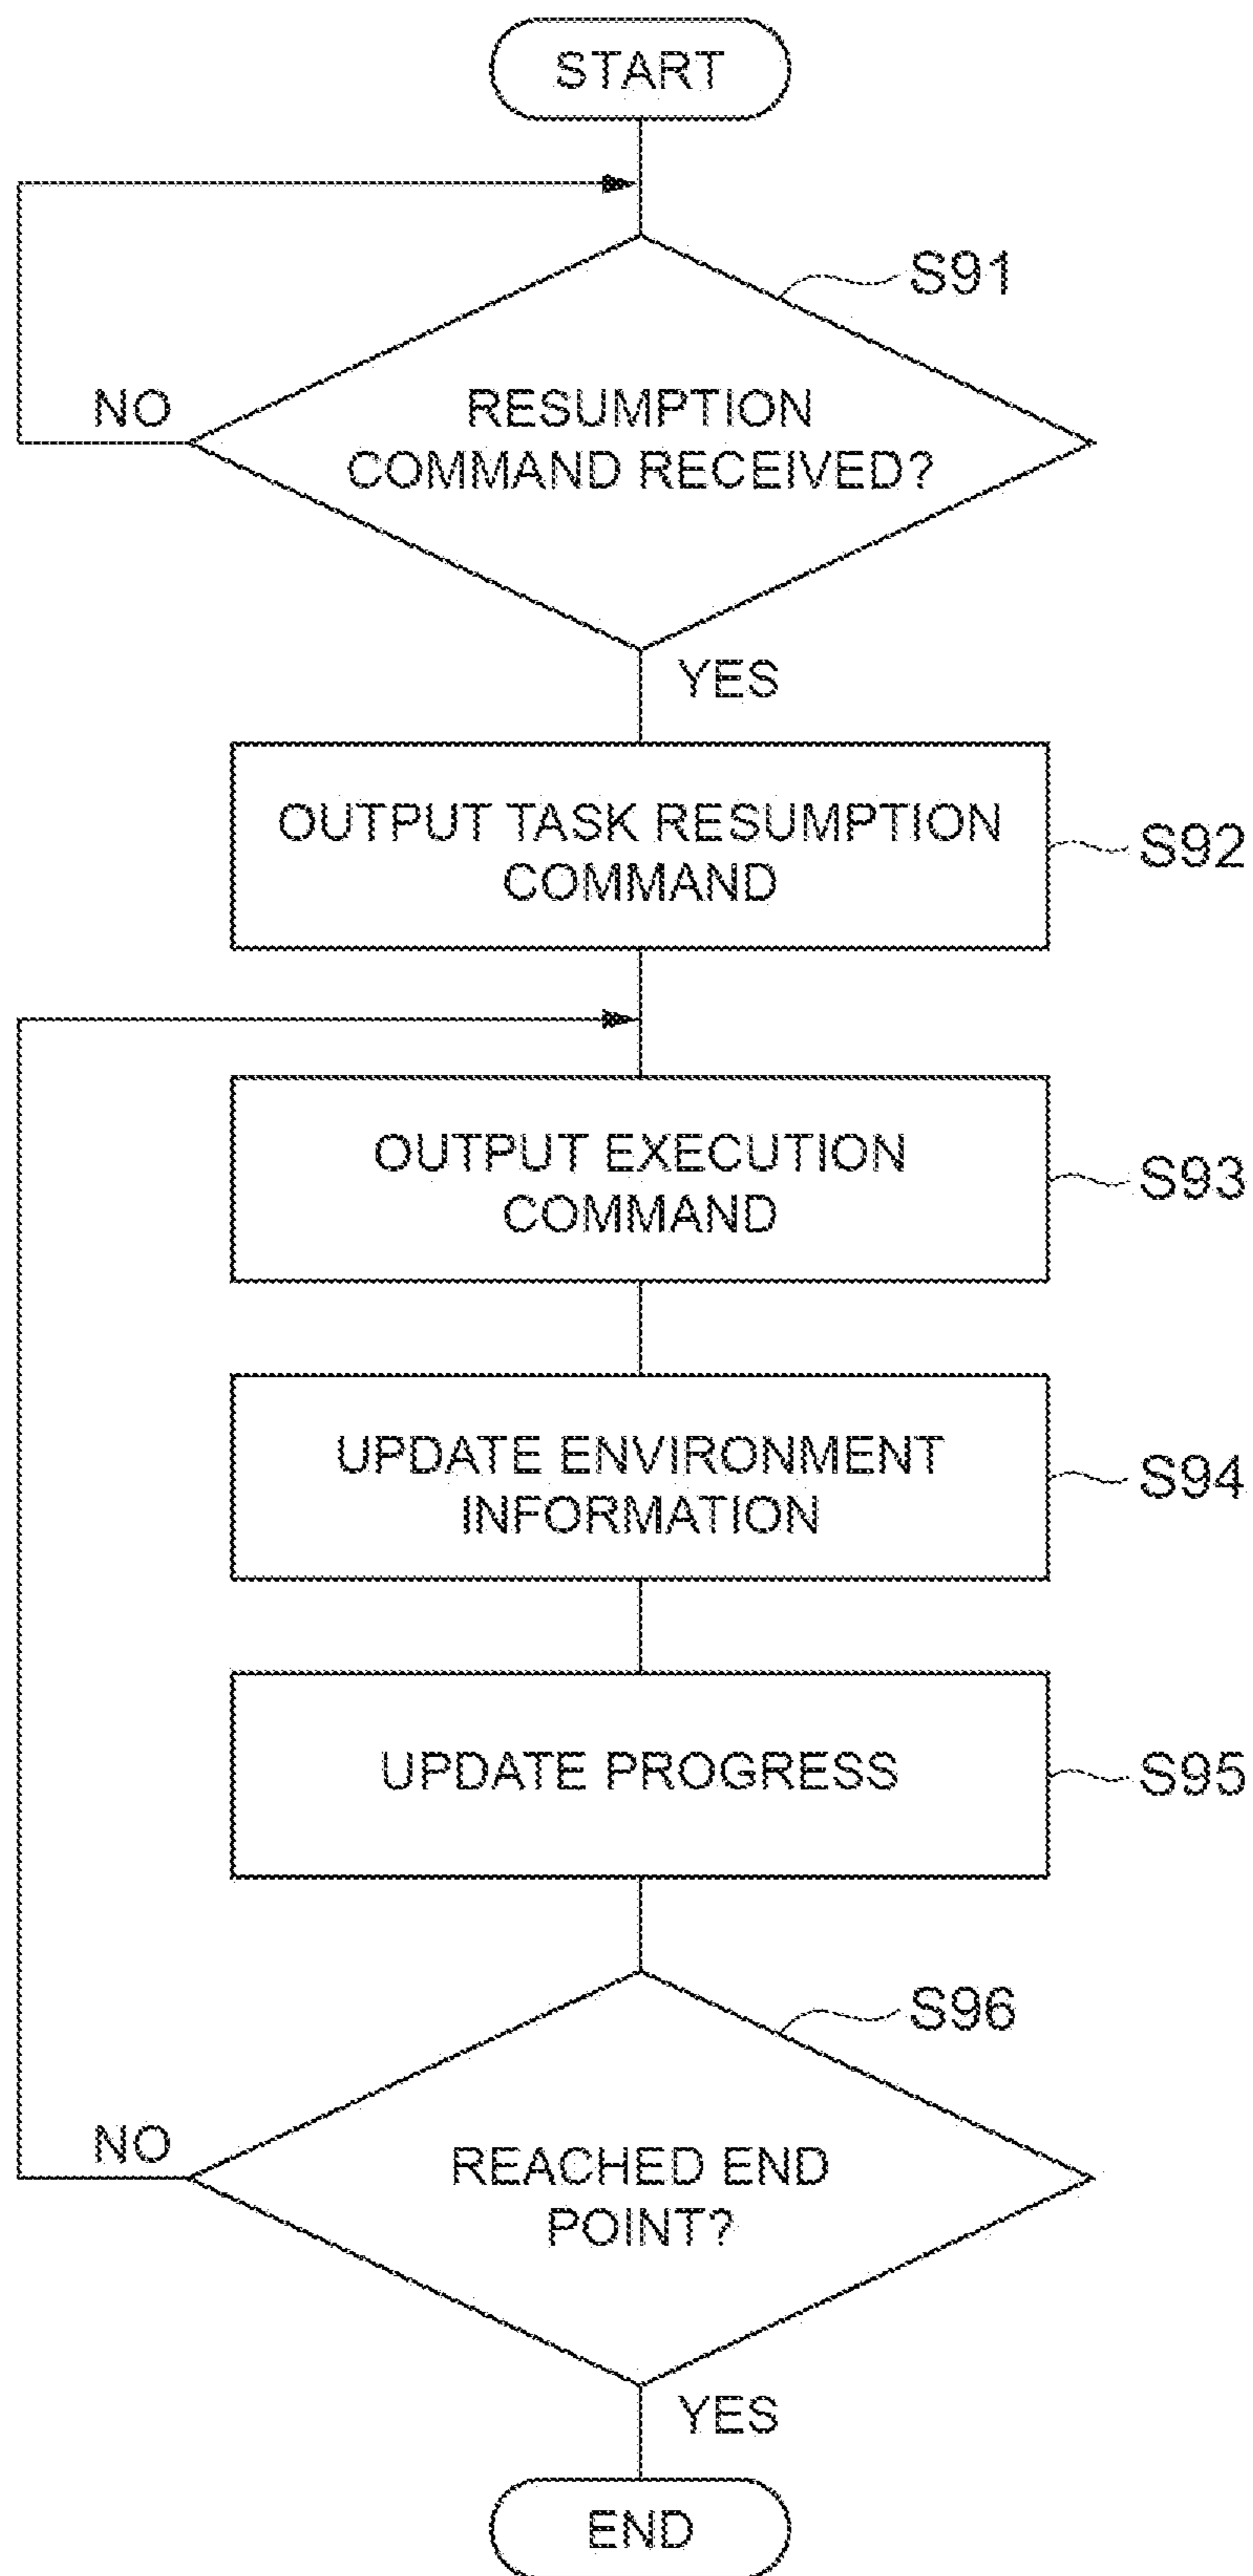 START
S91
NO
RESUMPTION
COMMAND RECEIVED?
YES
OUTPUT TASK RESUMPTION
COMMAND
S92
OUTPUT EXECUTION
COMMAND
S93
UPDATE ENVIRONMENT
INFORMATION
S94
UPDATE PROGRESS
S95
S96
NO
REACHED END
POINT?
YES
END